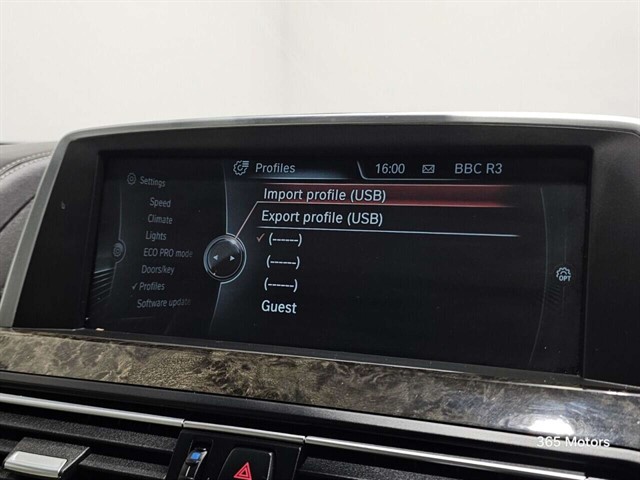 Profiles 16:00 BBC R3
Settings
Speed
Climate
Lights
ECO PRO mode
Doors/key
✓ Profiles
Software update
Import profile (USB)
Export profile (USB)
✓ (------)
(------)
(------)
Guest
OPT
365 Motors